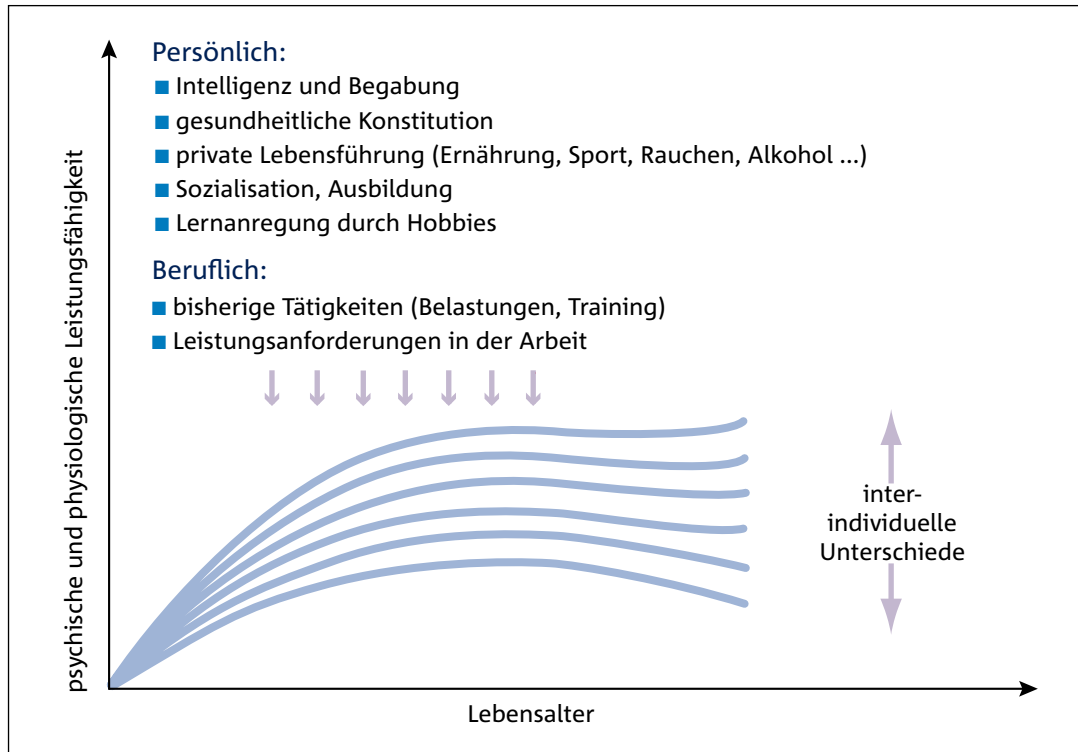 Persönlich:
■ Intelligenz und Begabung
■ gesundheitliche Konstitution
■ private Lebensführung (Ernährung, Sport, Rauchen, Alkohol ...)
■ Sozialisation, Ausbildung
■ Lernanregung durch Hobbies
Beruflich:
■ bisherige Tätigkeiten (Belastungen, Training)
■ Leistungsanforderungen in der Arbeit
psychische und physiologische Leistungsfähigkeit
inter-
individuelle
Unterschiede
Lebensalter